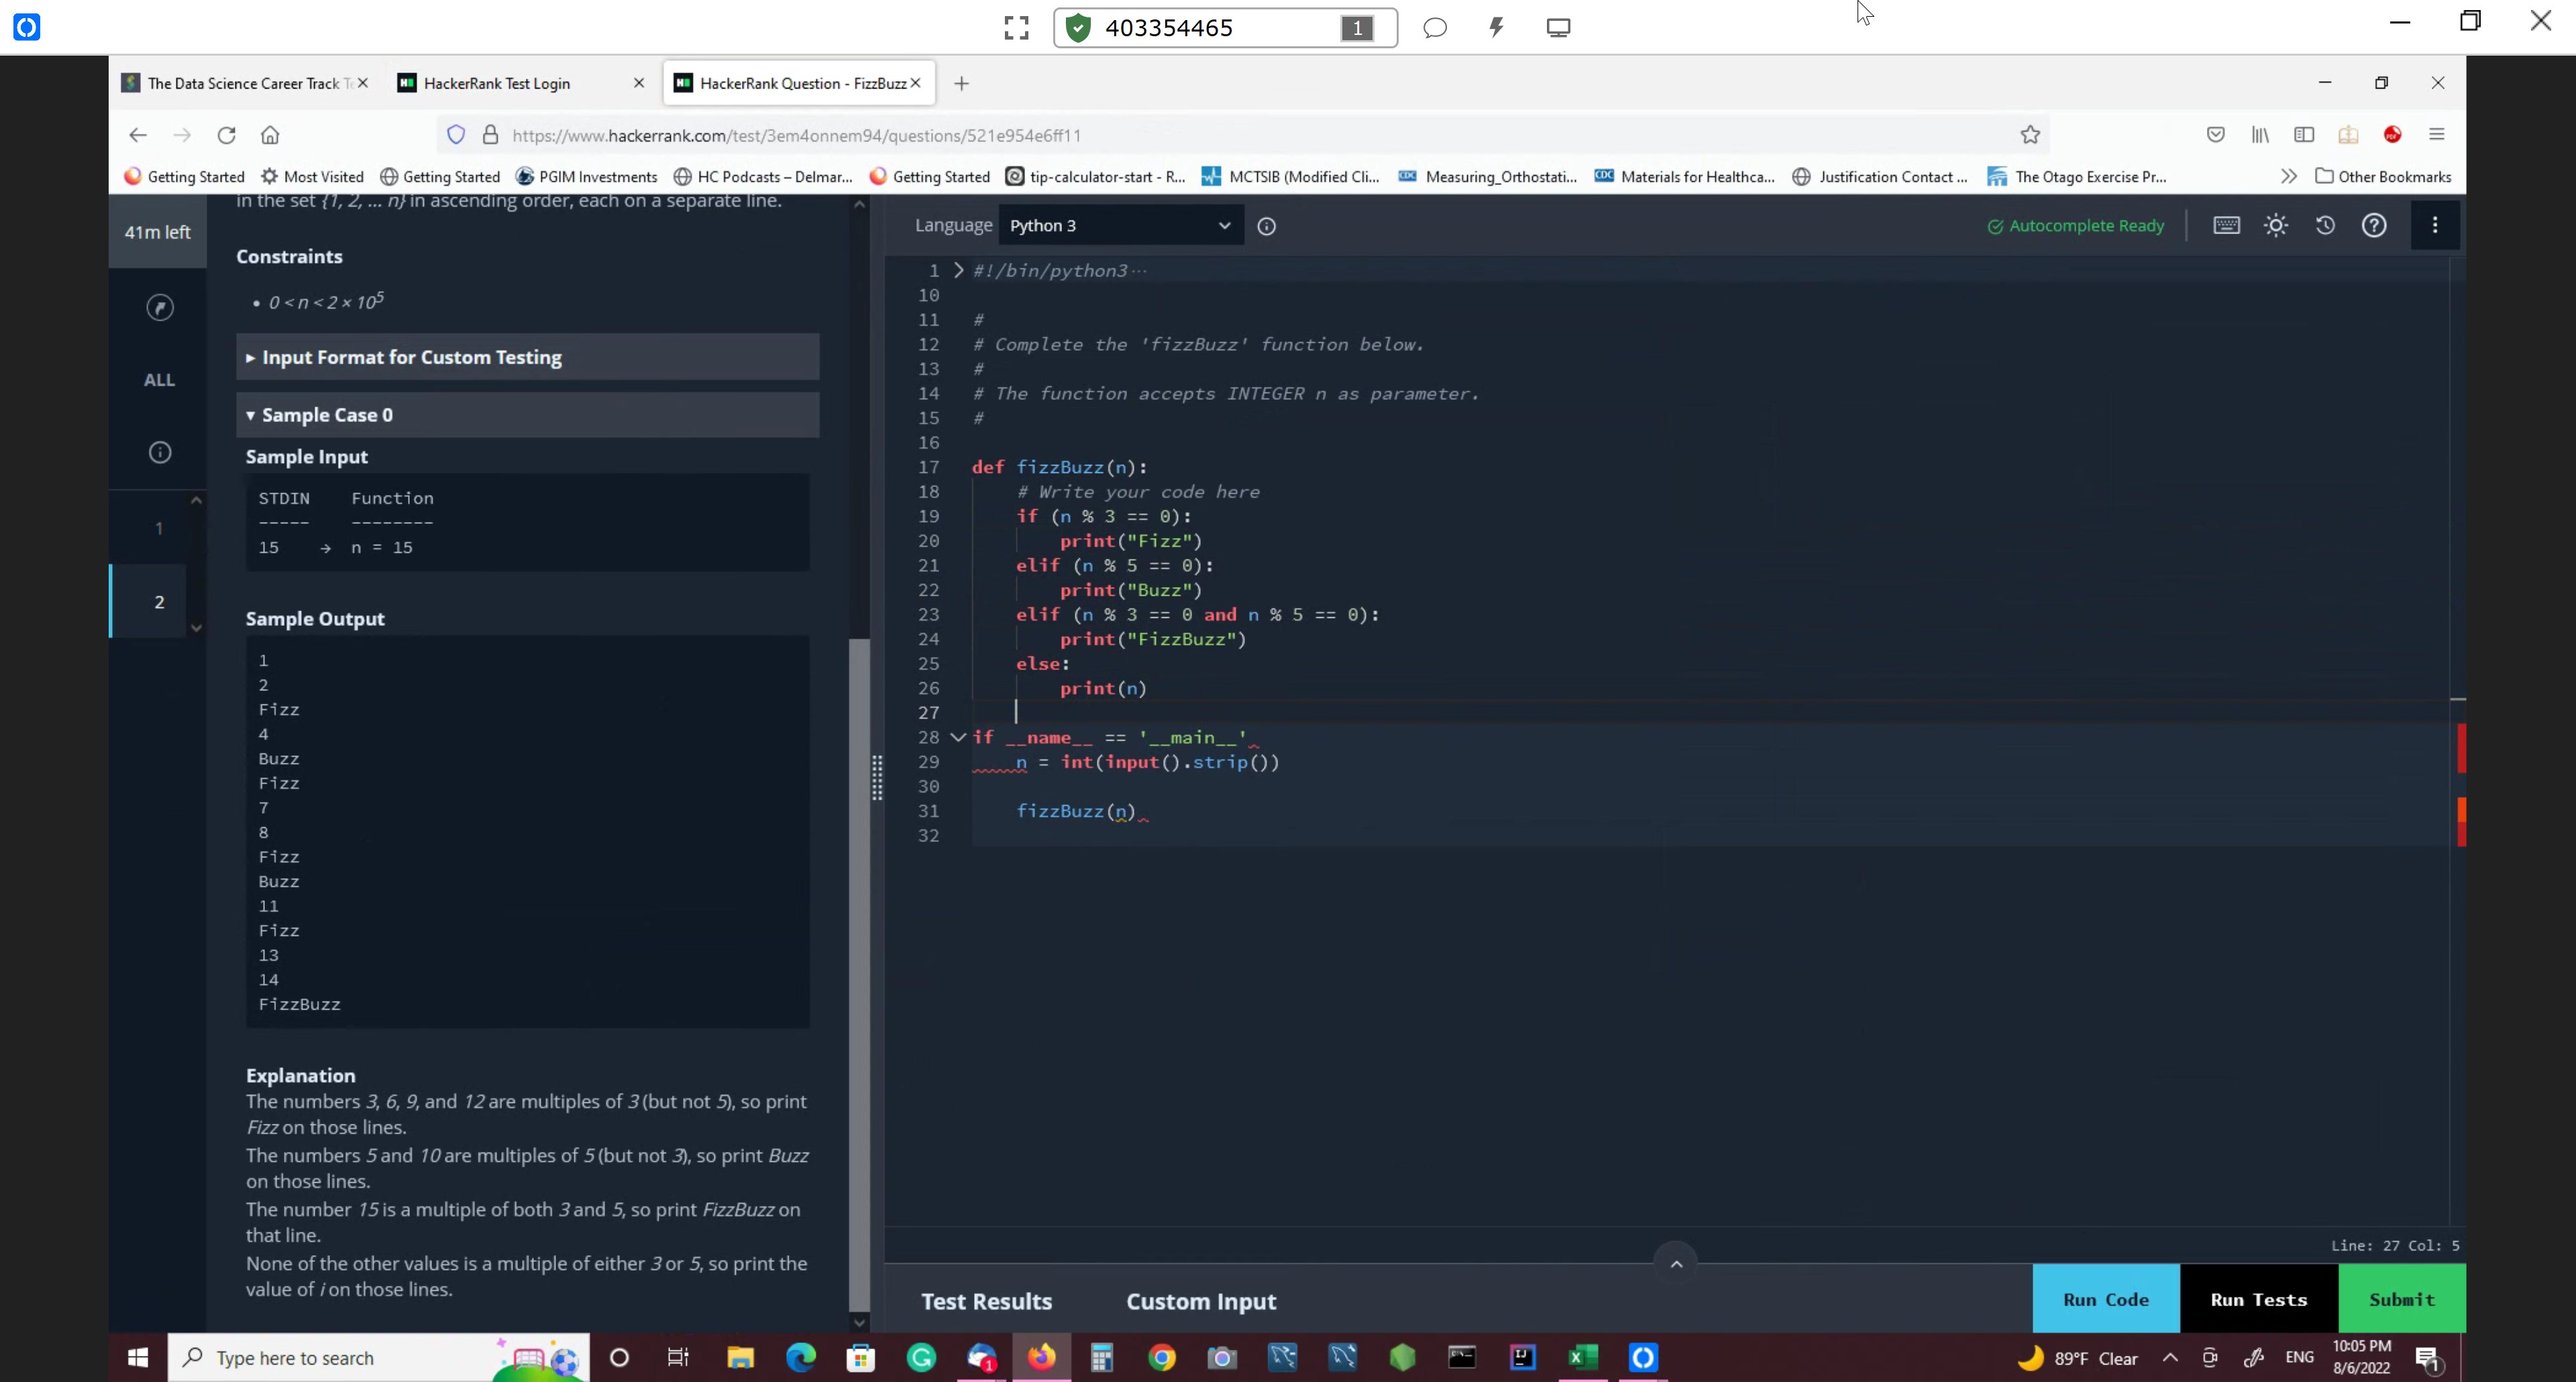 403354465
1
The Data Science Career Track Te
HackerRank Test Login
HackerRank Question - FizzBuzz
https://www.hackerrank.com/test/3em4onnem94/questions/521e954e6ff11
Getting Started
Most Visited
Getting Started
PGIM Investments
HC Podcasts – Delmar...
Getting Started
tip-calculator-start - R...
MCTSIB (Modified Cli...
Measuring_Orthostati...
Materials for Healthca...
Justification Contact ...
The Otago Exercise Pr...
Other Bookmarks
41m left
ALL
1
2
in the set {1, 2, ... n} in ascending order, each on a separate line.
Constraints
• 0 < n < 2 × 10⁵
Input Format for Custom Testing
Sample Case 0
Sample Input
STDIN Function
----- --------
15 → n = 15
Sample Output
1
2
Fizz
4
Buzz
Fizz
7
8
Fizz
Buzz
11
Fizz
13
14
FizzBuzz
Explanation
The numbers 3, 6, 9, and 12 are multiples of 3 (but not 5), so print
Fizz on those lines.
The numbers 5 and 10 are multiples of 5 (but not 3), so print Buzz
on those lines.
The number 15 is a multiple of both 3 and 5, so print FizzBuzz on
that line.
None of the other values is a multiple of either 3 or 5, so print the
value of i on those lines.
Language Python 3
Autocomplete Ready
1 #!/bin/python3···
10
11 #
12 # Complete the 'fizzBuzz' function below.
13 #
14 # The function accepts INTEGER n as parameter.
15 #
16
17 def fizzBuzz(n):
18     # Write your code here
19     if (n % 3 == 0):
20         print("Fizz")
21     elif (n % 5 == 0):
22         print("Buzz")
23     elif (n % 3 == 0 and n % 5 == 0):
24         print("FizzBuzz")
25     else:
26         print(n)
27
28 if __name__ == '__main__'
29     n = int(input().strip())
30
31     fizzBuzz(n)
32
Line: 27 Col: 5
Test Results
Custom Input
Run Code
Run Tests
Submit
Type here to search
1
89°F Clear
ENG
10:05 PM
8/6/2022
1